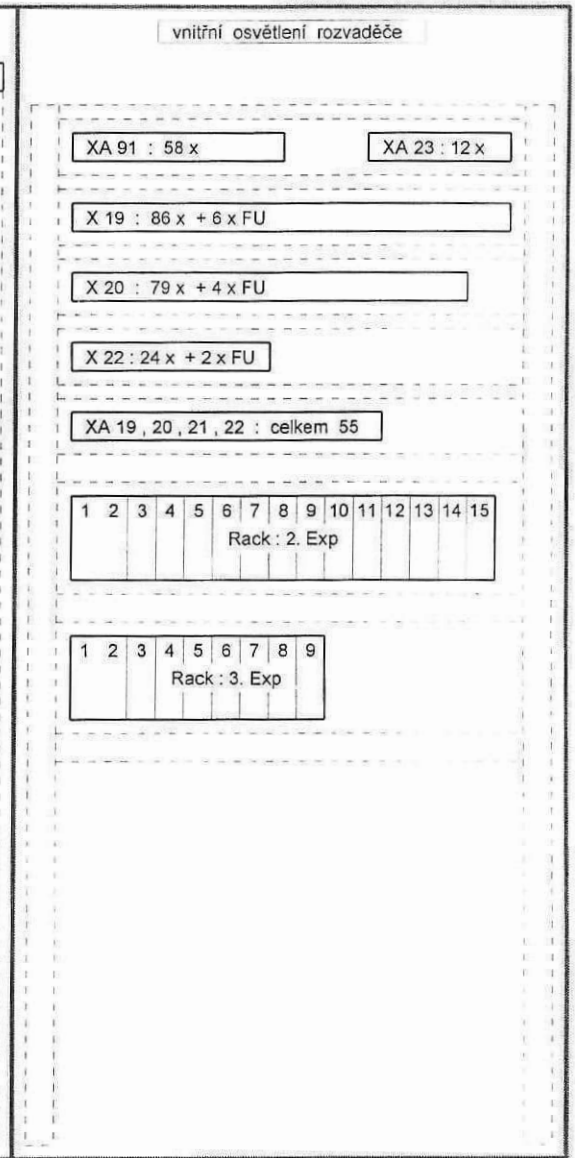 vnitřní osvětlení rozvaděče
XA 91 : 58 x
XA 23 : 12 x
X 19 : 86 x + 6 x FU
X 20 : 79 x + 4 x FU
X 22 : 24 x + 2 x FU
XA 19 , 20 , 21 , 22 : celkem 55
1 2 3 4 5 6 7 8 9 10 11 12 13 14 15
Rack : 2. Exp
1 2 3 4 5 6 7 8 9
Rack : 3. Exp